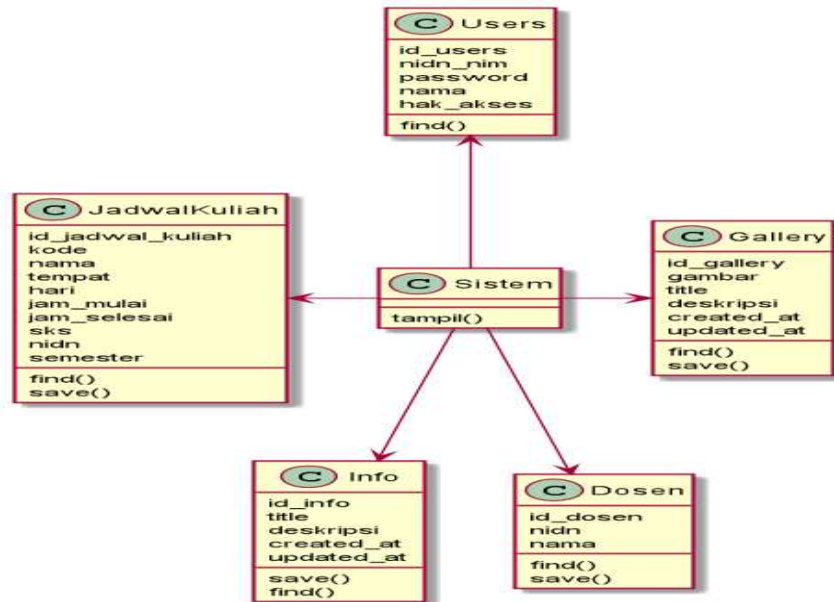 C Users
id_users
nidn_nim
password
nama
hak_akses
find()
C JadwalKuliah
id_jadwal_kuliah
kode
nama
tempat
hari
jam_mulai
jam_selesai
sks
nidn
semester
find()
save()
C Sistem
tampil()
C Gallery
id_gallery
gambar
title
deskripsi
created_at
updated_at
find()
save()
C Info
id_info
title
deskripsi
created_at
updated_at
save()
find()
C Dosen
id_dosen
nidn
nama
find()
save()